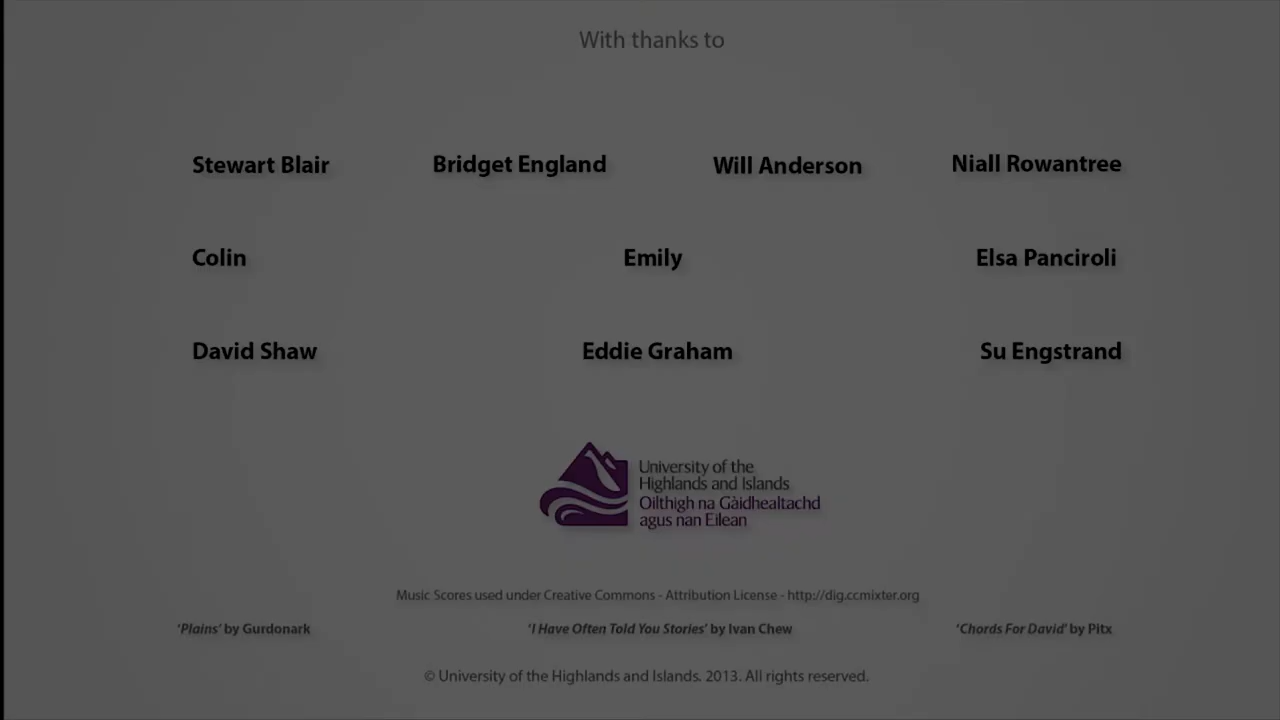 With thanks to
Stewart Blair Bridget England Will Anderson Niall Rowantree
Colin Emily Elsa Panciroli
David Shaw Eddie Graham Su Engstrand
University of the
Highlands and Islands
Oilthigh na Gàidhealtachd
agus nan Eilean
Music Scores used under Creative Commons - Attribution License - http://dig.ccmixter.org
‘Plains’ by Gurdonark ‘I Have Often Told You Stories’ by Ivan Chew ‘Chords For David’ by Pitx
© University of the Highlands and Islands. 2013. All rights reserved.